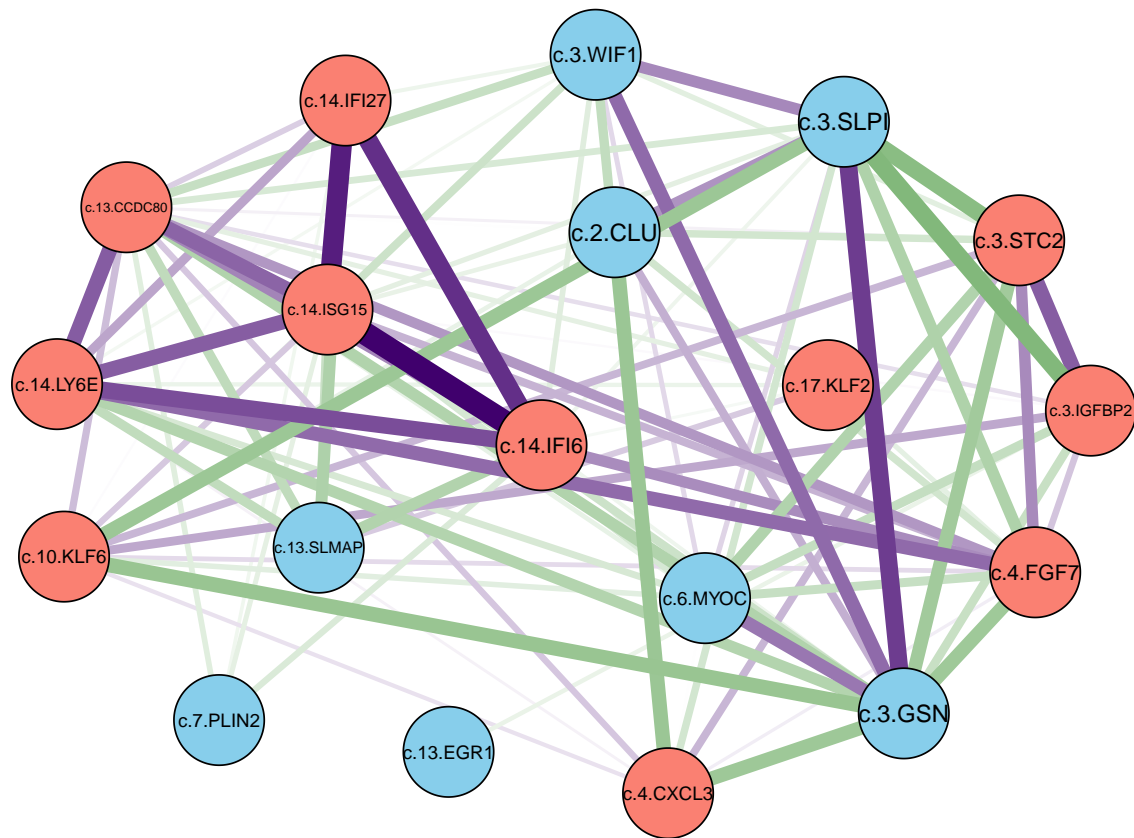 c.3.WIF1
c.14.IFI27
c.3.SLPI
c.13.CCDC80
c.2.CLU
c.3.STC2
c.14.ISG15
c.14.LY6E
c.17.KLF2
c.3.IGFBP2
c.14.IFI6
c.13.SLMAP
c.10.KLF6
c.4.FGF7
c.6.MYOC
c.3.GSN
c.7.PLIN2
c.13.EGR1
c.4.CXCL3